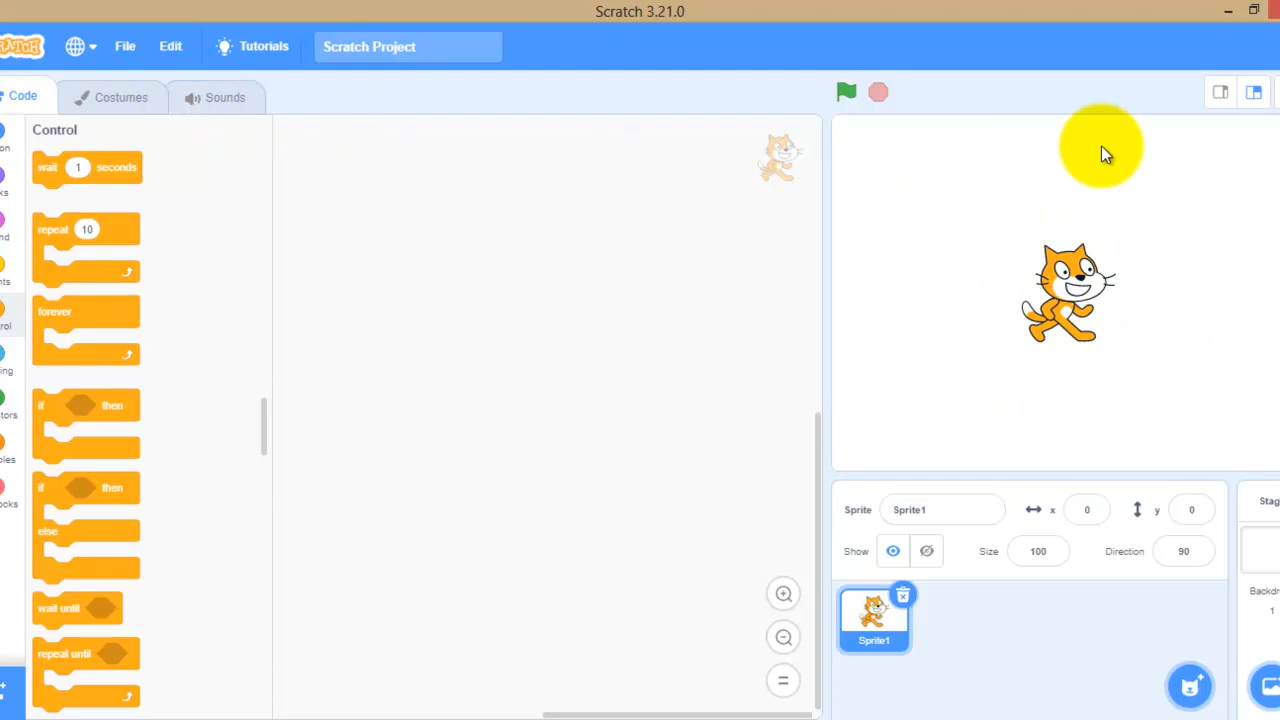 Scratch 3.21.0
File Edit Tutorials Scratch Project
Code Costumes Sounds
Control
wait 1 seconds
repeat 10
forever
if then
if then
else
wait until
repeat until
Sprite Sprite1 x 0 y 0
Show Size 100 Direction 90
Sprite1
1